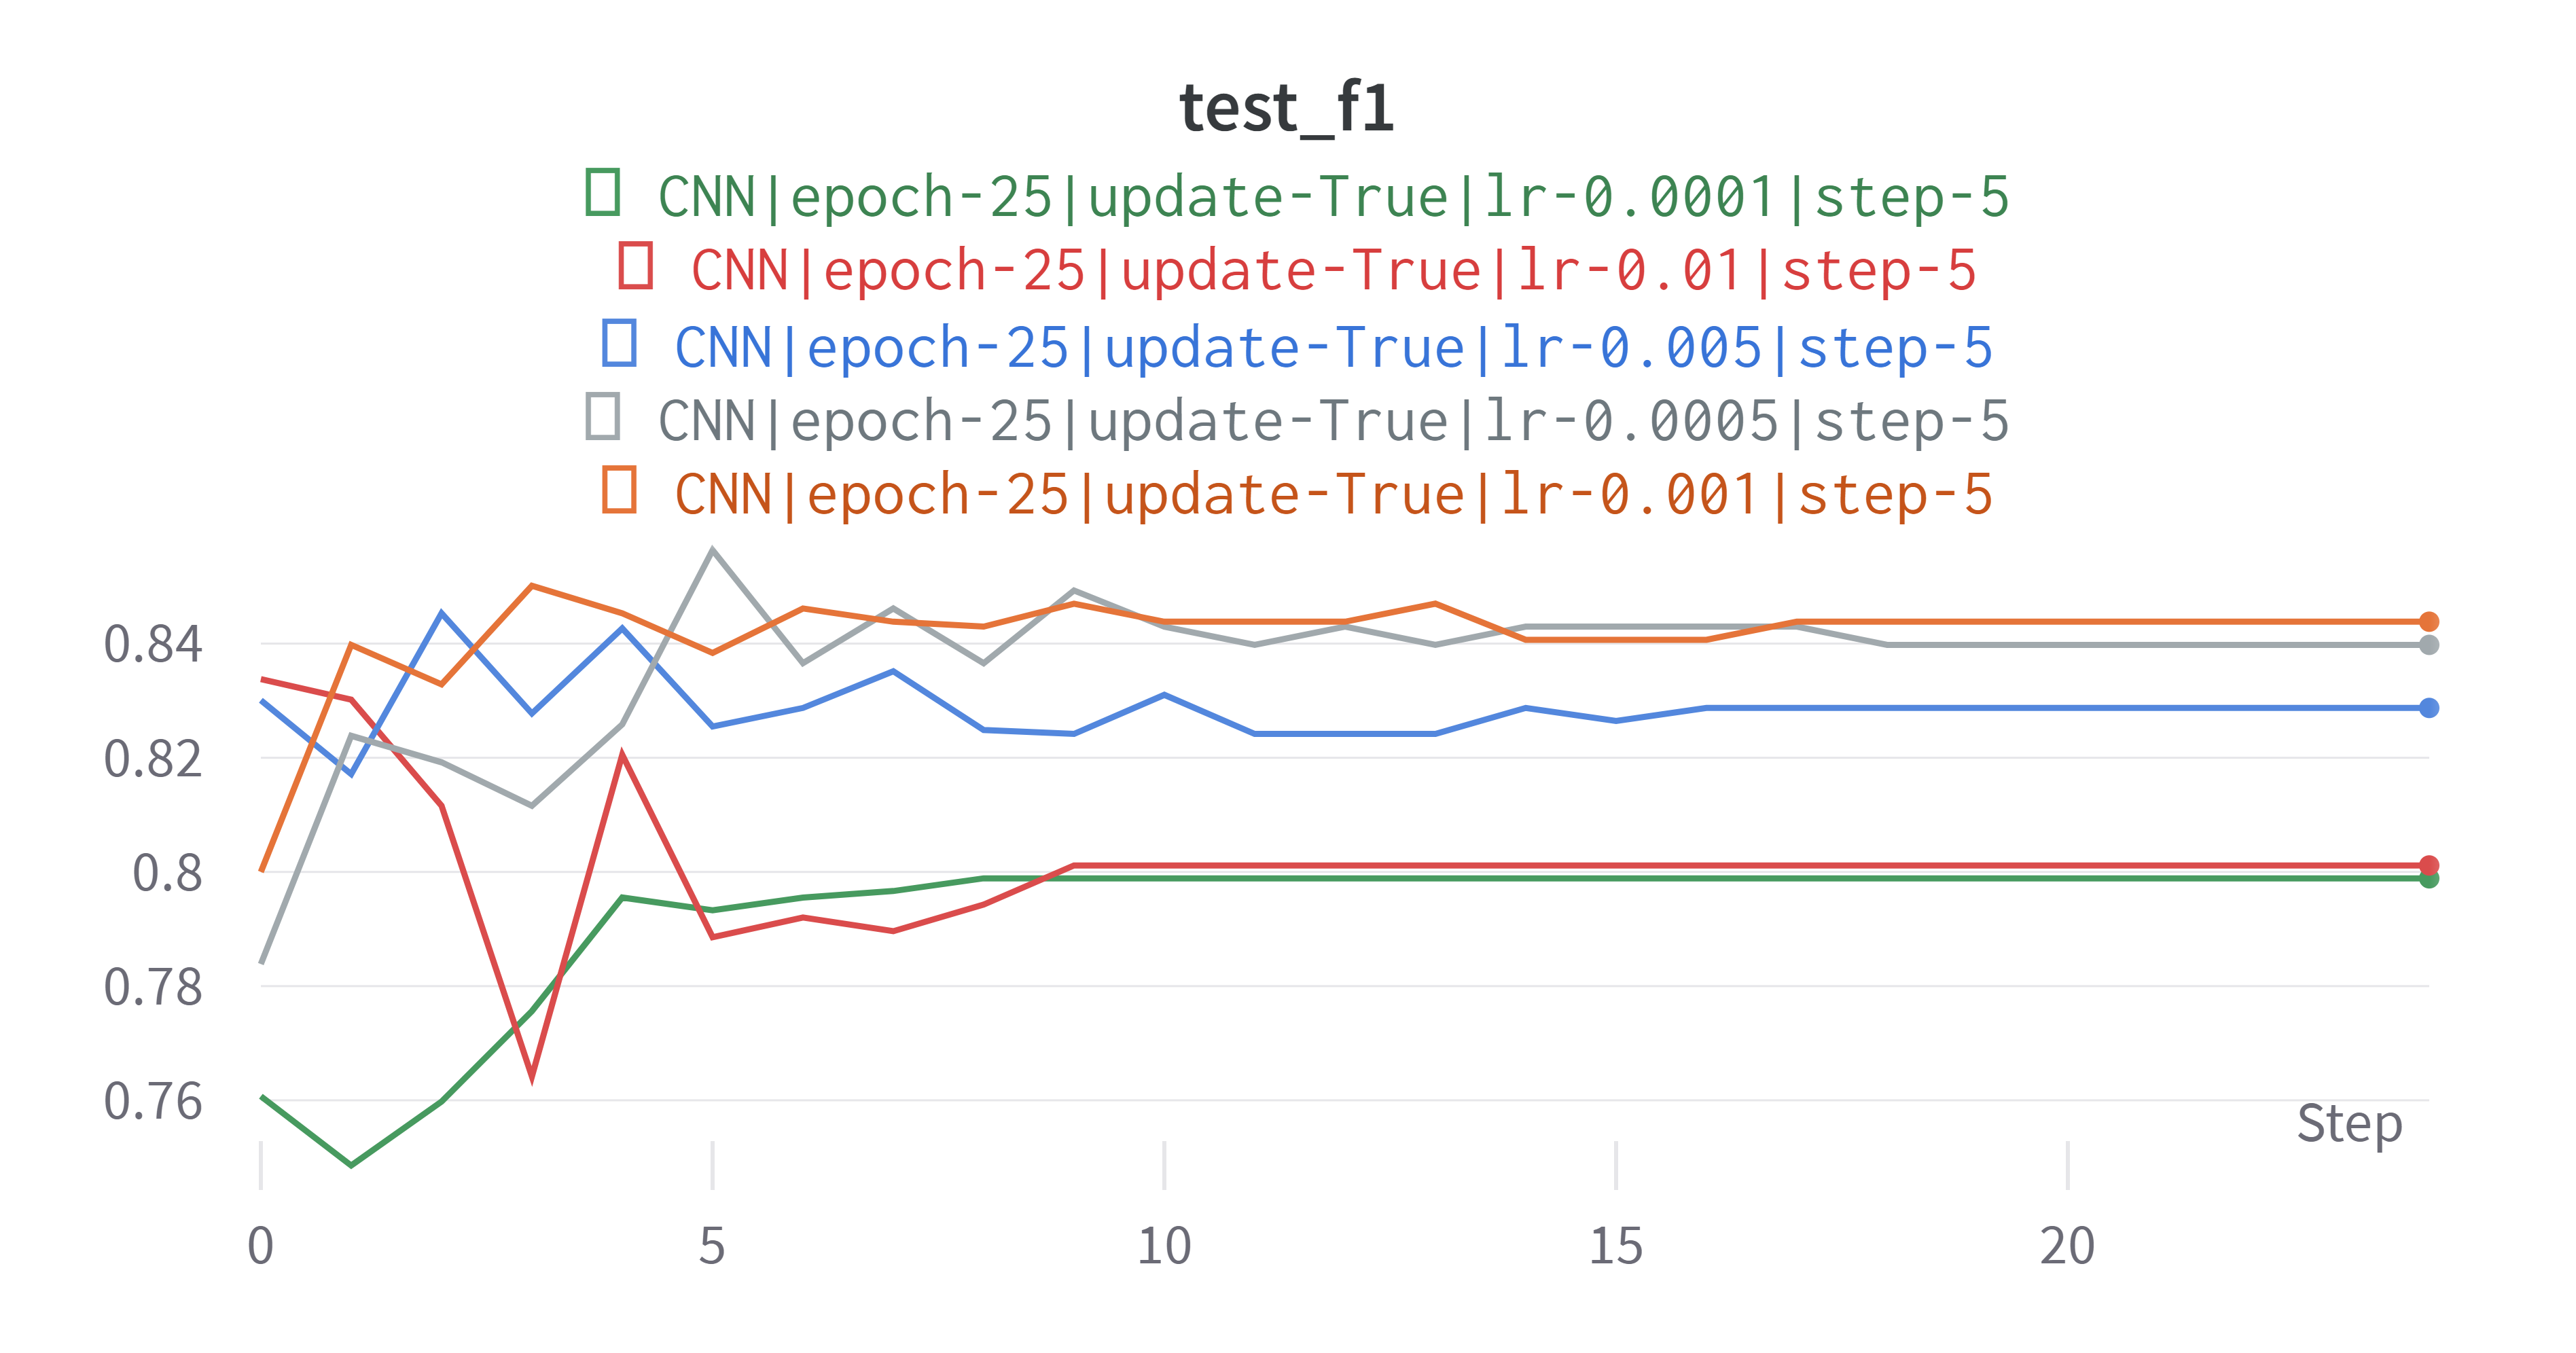 test_f1
CNN|epoch-25|update-True|lr-0.0001|step-5
CNN|epoch-25|update-True|lr-0.01|step-5
CNN|epoch-25|update-True|lr-0.005|step-5
CNN|epoch-25|update-True|lr-0.0005|step-5
CNN|epoch-25|update-True|lr-0.001|step-5
0.84
0.82
0.8
0.78
0.76
Step
0 5 10 15 20